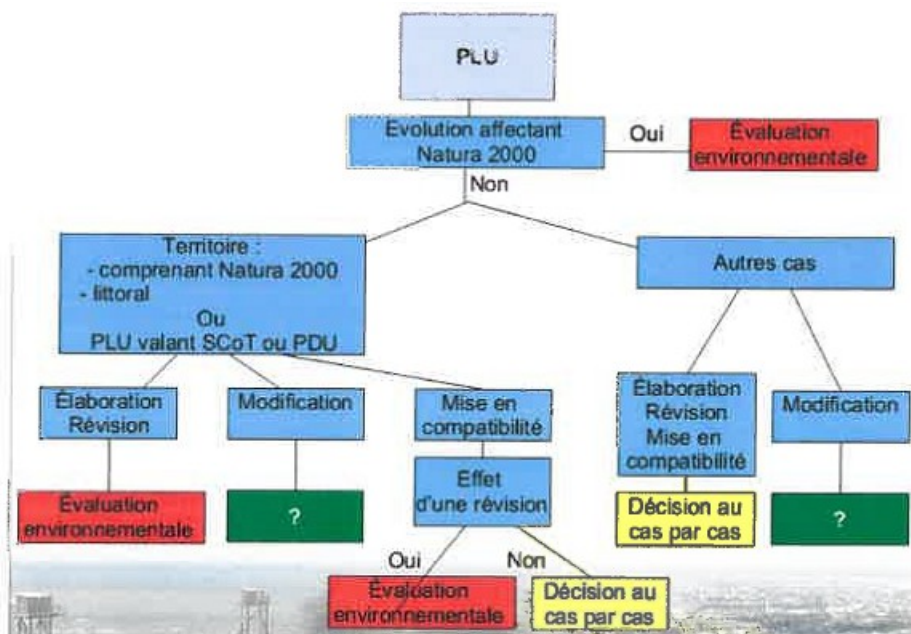 PLU
Evolution affectant
Natura 2000
Oui
Évaluation
environnementale
Non
Territoire :
- comprenant Natura 2000
- littoral
Ou
PLU valant SCoT ou PDU
Autres cas
Élaboration
Révision
Modification
Mise en
compatibilité
Élaboration
Révision
Mise en
compatibilité
Modification
Effet
d'une révision
Évaluation
environnementale
?
Décision au
cas par cas
?
Oui
Non
Évaluation
environnementale
Décision au
cas par cas